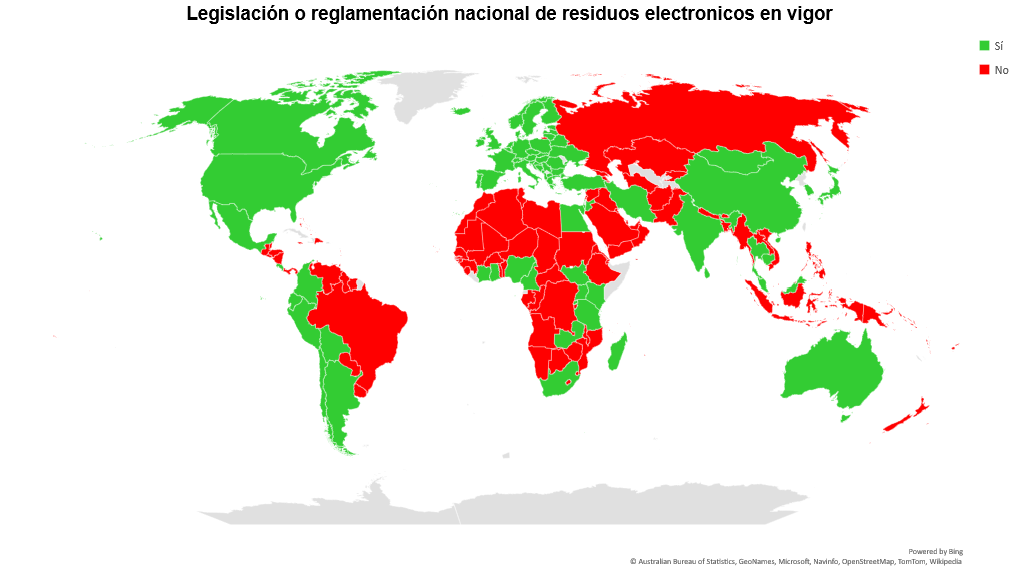 Legislación o reglamentación nacional de residuos electronicos en vigor
Sí
No
Powered by Bing
© Australian Bureau of Statistics, GeoNames, Microsoft, Navinfo, OpenStreetMap, TomTom, Wikipedia